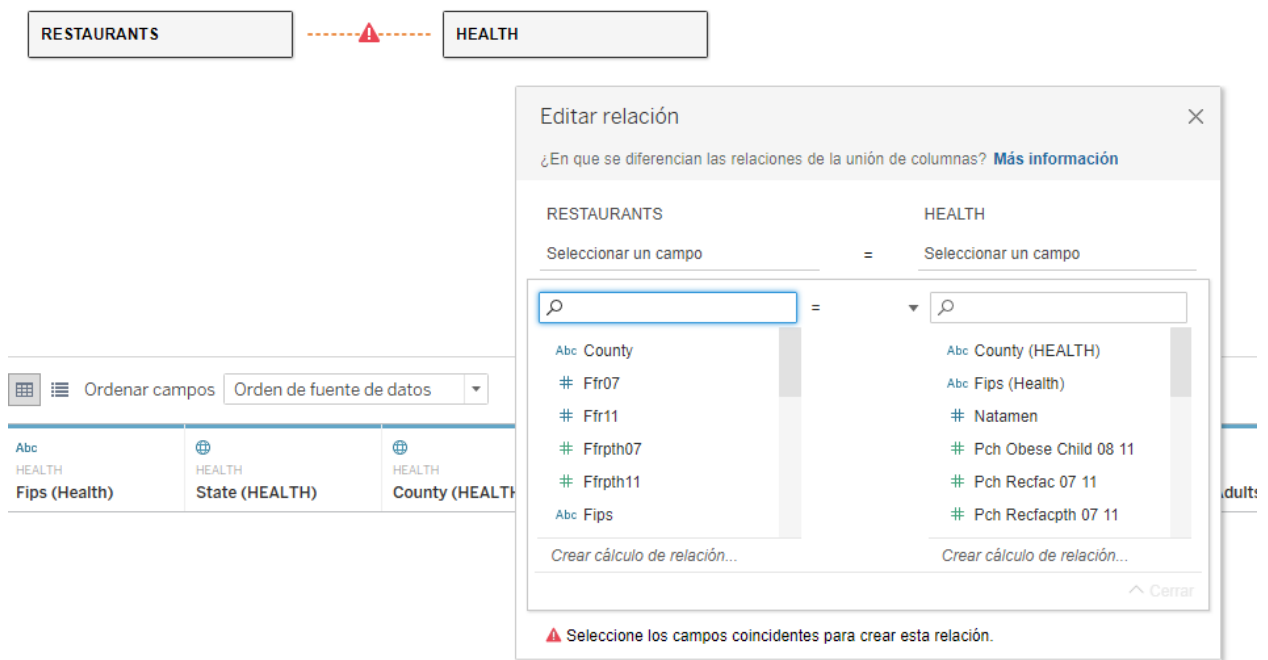 RESTAURANTS HEALTH
Editar relación
¿En que se diferencian las relaciones de la unión de columnas? Más información
RESTAURANTS HEALTH
Seleccionar un campo = Seleccionar un campo
=
Abc County Abc County (HEALTH)
# Ffr07 Abc Fips (Health)
# Ffr11 # Natamen
# Ffrpth07 # Pch Obese Child 08 11
# Ffrpth11 # Pch Recfac 07 11
Abc Fips # Pch Recfacpth 07 11
Crear cálculo de relación... Crear cálculo de relación...
Cerrar
Seleccione los campos coincidentes para crear esta relación.
Ordenar campos Orden de fuente de datos
Abc
HEALTH HEALTH HEALTH
Fips (Health) State (HEALTH) County (HEALTH